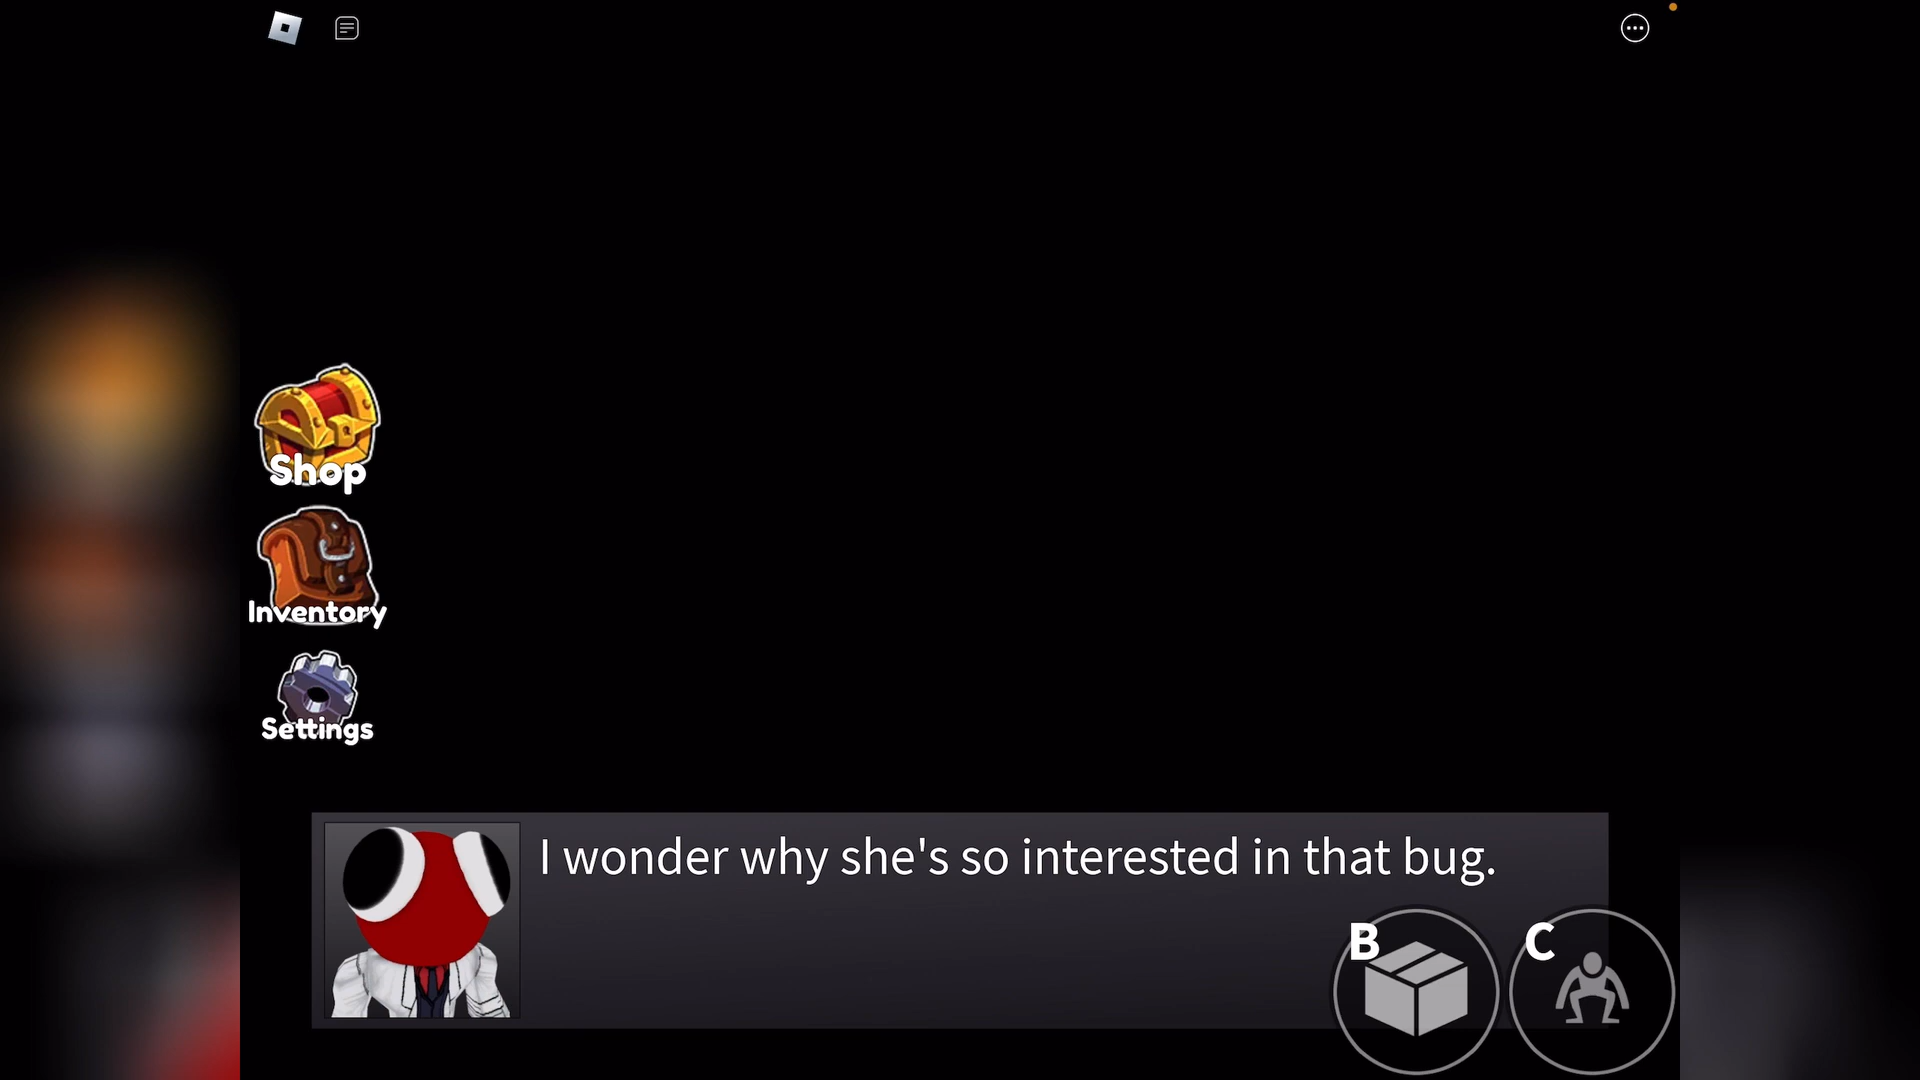 Shop
Inventory
Settings
I wonder why she's so interested in that bug.
B
C